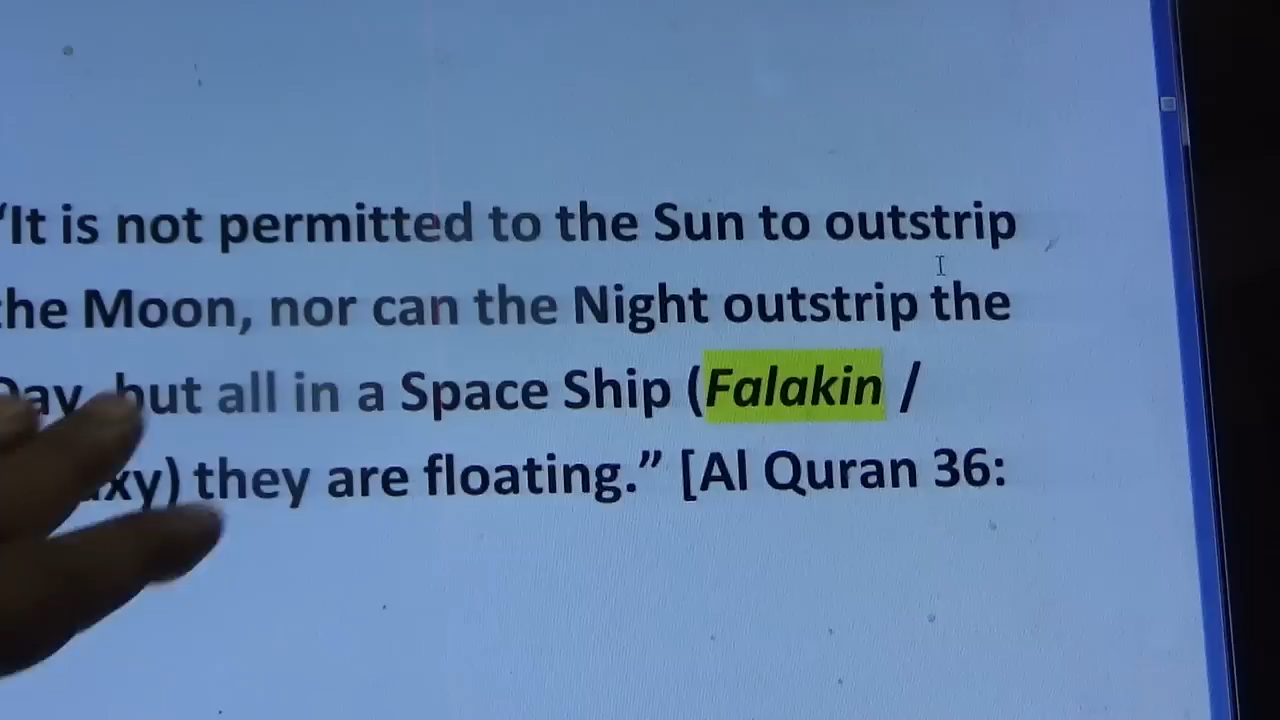 “It is not permitted to the Sun to outstrip
the Moon, nor can the Night outstrip the
Day, but all in a Space Ship (Falakin /
they are floating.” [Al Quran 36: